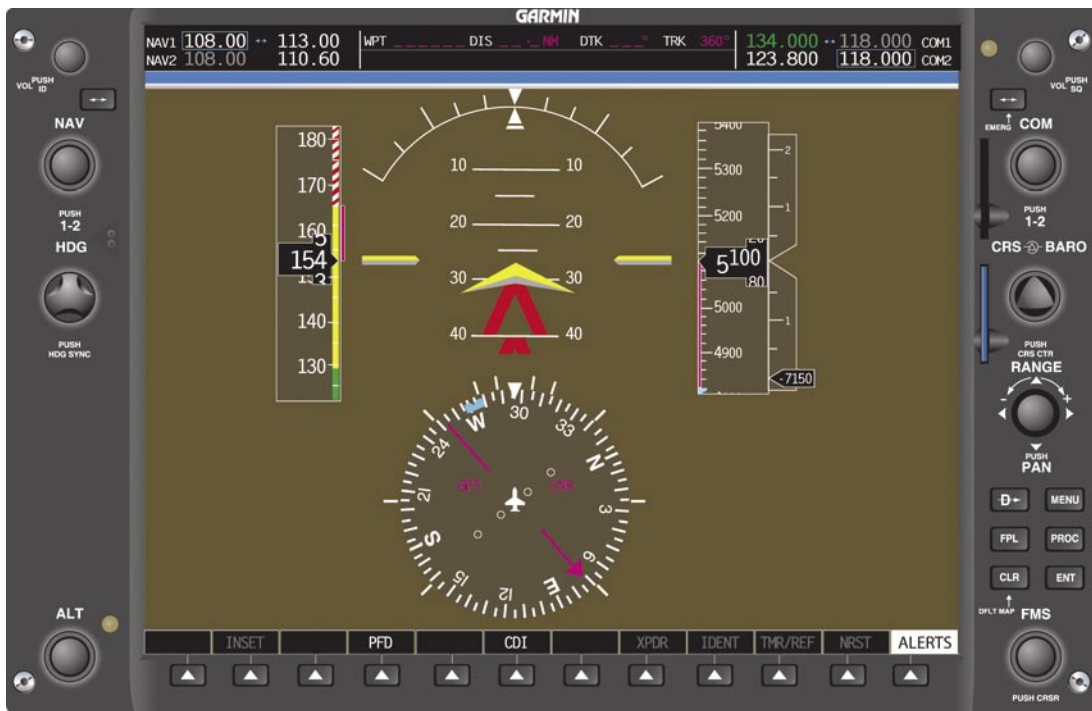 GARMIN
NAV1 108.00 ↔ 113.00
NAV2 108.00 110.60
WPT _ _ _ _ _ _ DIS _ _ . _ NM DTK _ _ _° TRK 360°
134.000 ↔ 118.000 COM1
123.800 118.000 COM2
VOL PUSH ID
NAV
PUSH
1-2
HDG
PUSH
HDG SYNC
ALT
180
170
160
154
140
130
10 10
20 20
30 30
40 40
5300
5200
5100
80
5000
4900
2
1
1
-7150
30
33
N
3
6
E
12
15
S
21
24
W
VOL PUSH SQ
EMERG
COM
PUSH
1-2
CRS BARO
PUSH
CRS CTR
RANGE
- +
PUSH
PAN
D MENU
FPL PROC
CLR ENT
DFLT MAP
FMS
PUSH CRSR
INSET PFD CDI XPDR IDENT TMR/REF NRST ALERTS